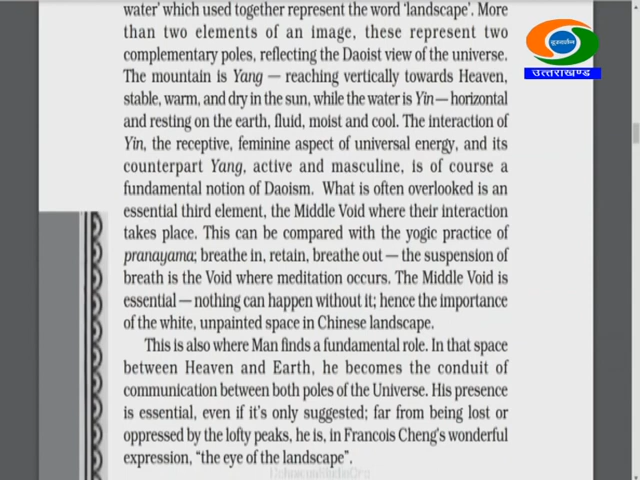 water' which used together represent the word 'landscape'. More
than two elements of an image, these represent two
complementary poles, reflecting the Daoist view of the universe.
The mountain is Yang — reaching vertically towards Heaven,
stable, warm, and dry in the sun, while the water is Yin — horizontal
and resting on the earth, fluid, moist and cool. The interaction of
Yin, the receptive, feminine aspect of universal energy, and its
counterpart Yang, active and masculine, is of course a
fundamental notion of Daoism. What is often overlooked is an
essential third element, the Middle Void where their interaction
takes place. This can be compared with the yogic practice of
pranayama; breathe in, retain, breathe out — the suspension of
breath is the Void where meditation occurs. The Middle Void is
essential — nothing can happen without it; hence the importance
of the white, unpainted space in Chinese landscape.
This is also where Man finds a fundamental role. In that space
between Heaven and Earth, he becomes the conduit of
communication between both poles of the Universe. His presence
is essential, even if it's only suggested; far from being lost or
oppressed by the lofty peaks, he is, in Francois Cheng's wonderful
expression, "the eye of the landscape".
दूरदर्शन
उत्तराखण्ड